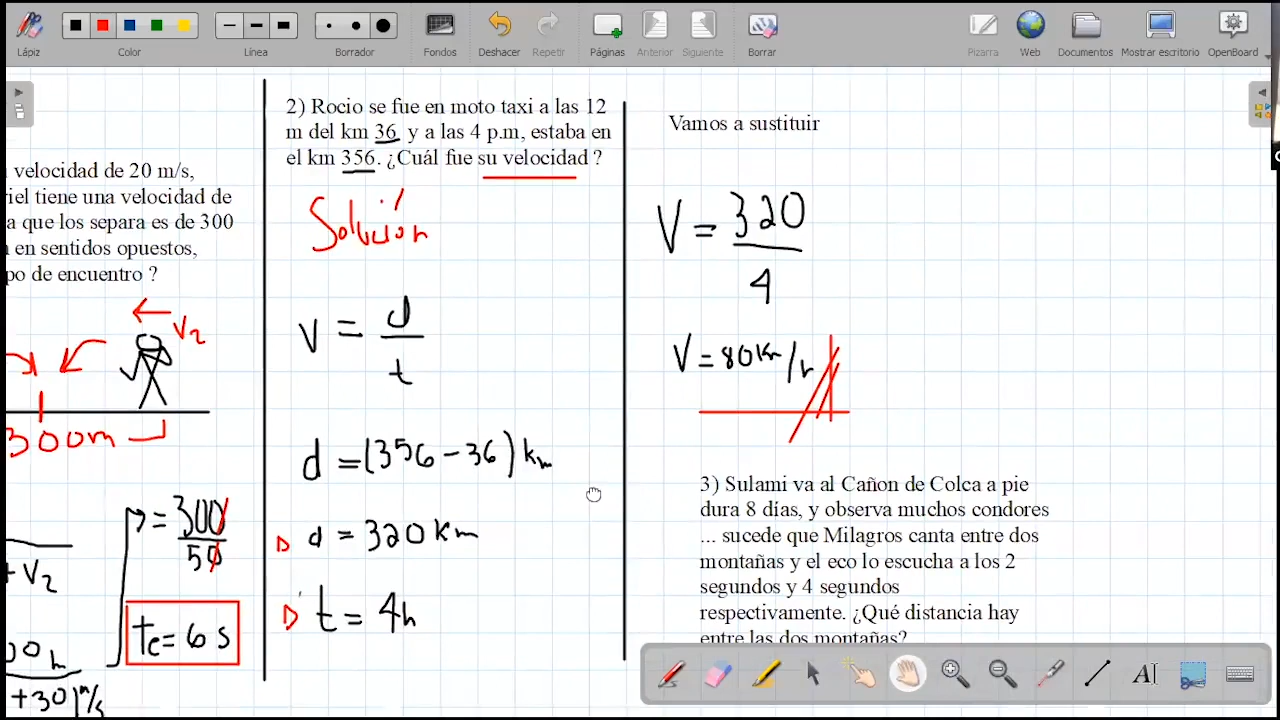 Lápiz
Color
Línea
Borrador
Fondos
Deshacer
Repetir
Páginas
Anterior
Siguiente
Borrar
Pizarra
Web
Documentos
Mostrar escritorio
OpenBoard
velocidad de 20 m/s,
riel tiene una velocidad de
a que los separa es de 300
n en sentidos opuestos,
po de encuentro ?
V2
300m
+ V2
= 300
50
tc = 6 s
+30 m/s
2) Rocio se fue en moto taxi a las 12
m del km 36 y a las 4 p.m, estaba en
el km 356. ¿Cuál fue su velocidad ?
Solución
V = d
t
d = (356 - 36) km
d = 320 km
t = 4h
Vamos a sustituir
V = 320
4
V = 80 km/h
3) Sulami va al Cañon de Colca a pie
dura 8 días, y observa muchos condores
... sucede que Milagros canta entre dos
montañas y el eco lo escucha a los 2
segundos y 4 segundos
respectivamente. ¿Qué distancia hay
entre las dos montañas?
AI